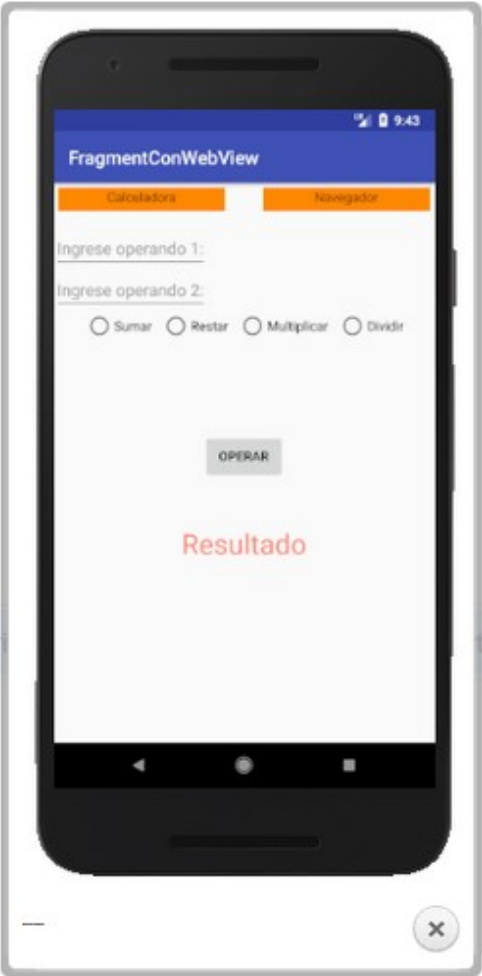 9:43
FragmentConWebView
Calculadora Navegador
Ingrese operando 1:
Ingrese operando 2:
Sumar Restar Multiplicar Dividir
OPERAR
Resultado